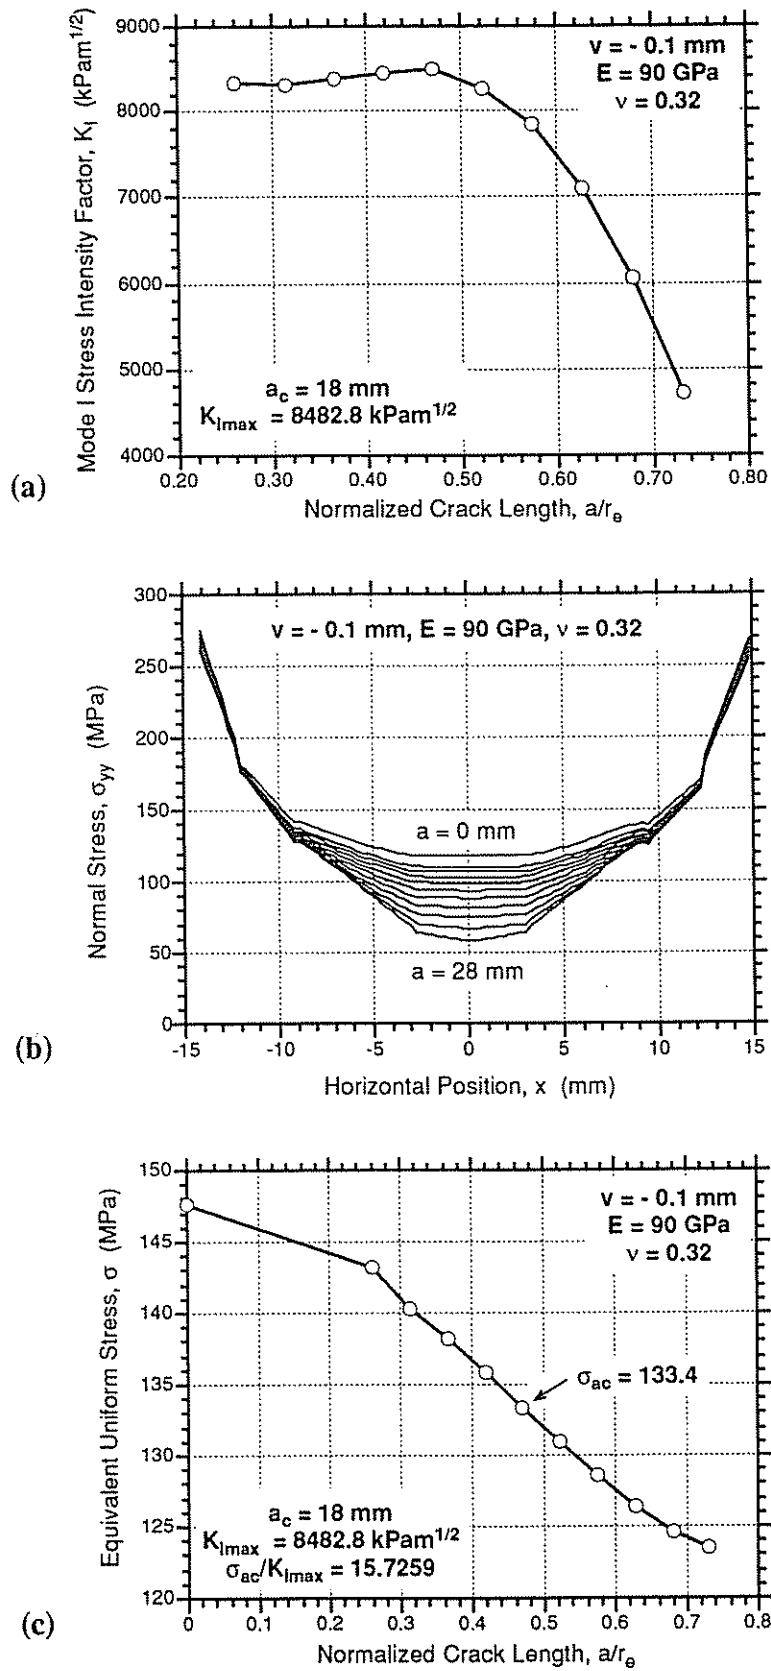 9000
8000
7000
6000
5000
4000
Mode I Stress Intensity Factor, K_I (kPam^1/2)
v = - 0.1 mm
E = 90 GPa
ν = 0.32
a_c = 18 mm
K_Imax = 8482.8 kPam^1/2
0.20 0.30 0.40 0.50 0.60 0.70 0.80
Normalized Crack Length, a/r_e
(a)
300
250
200
150
100
50
0
Normal Stress, σ_yy (MPa)
v = - 0.1 mm, E = 90 GPa, ν = 0.32
a = 0 mm
a = 28 mm
-15 -10 -5 0 5 10 15
Horizontal Position, x (mm)
(b)
150
145
140
135
130
125
120
Equivalent Uniform Stress, σ (MPa)
v = - 0.1 mm
E = 90 GPa
ν = 0.32
σ_ac = 133.4
a_c = 18 mm
K_Imax = 8482.8 kPam^1/2
σ_ac/K_Imax = 15.7259
0 0.1 0.2 0.3 0.4 0.5 0.6 0.7 0.8
Normalized Crack Length, a/r_e
(c)